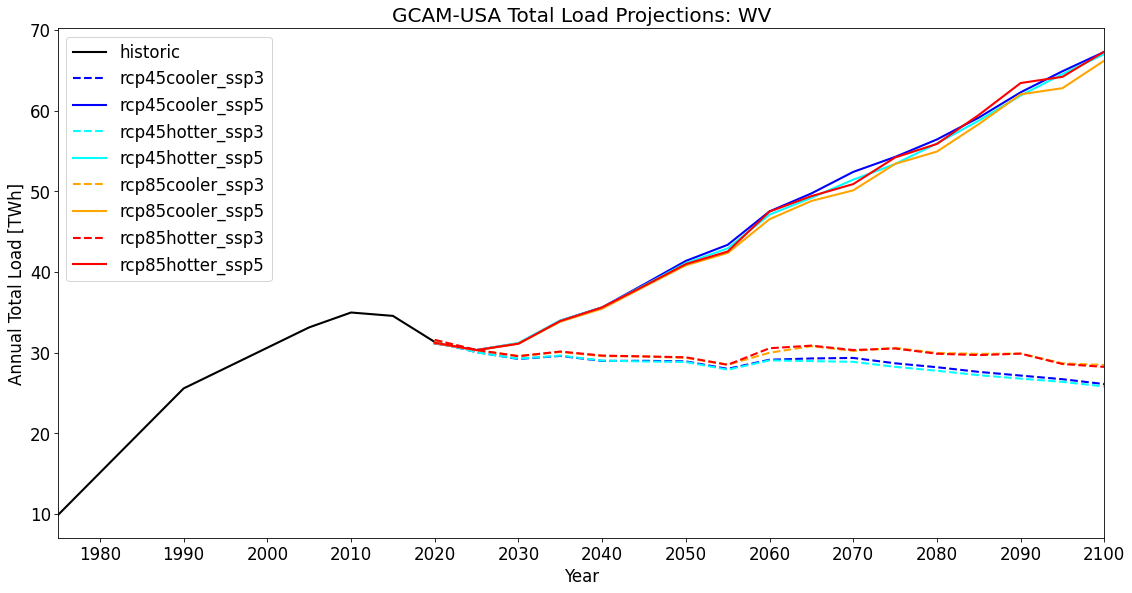 GCAM-USA Total Load Projections: WV
historic
rcp45cooler_ssp3
rcp45cooler_ssp5
rcp45hotter_ssp3
rcp45hotter_ssp5
rcp85cooler_ssp3
rcp85cooler_ssp5
rcp85hotter_ssp3
rcp85hotter_ssp5
Annual Total Load [TWh]
70
60
50
40
30
20
10
1980 1990 2000 2010 2020 2030 2040 2050 2060 2070 2080 2090 2100
Year